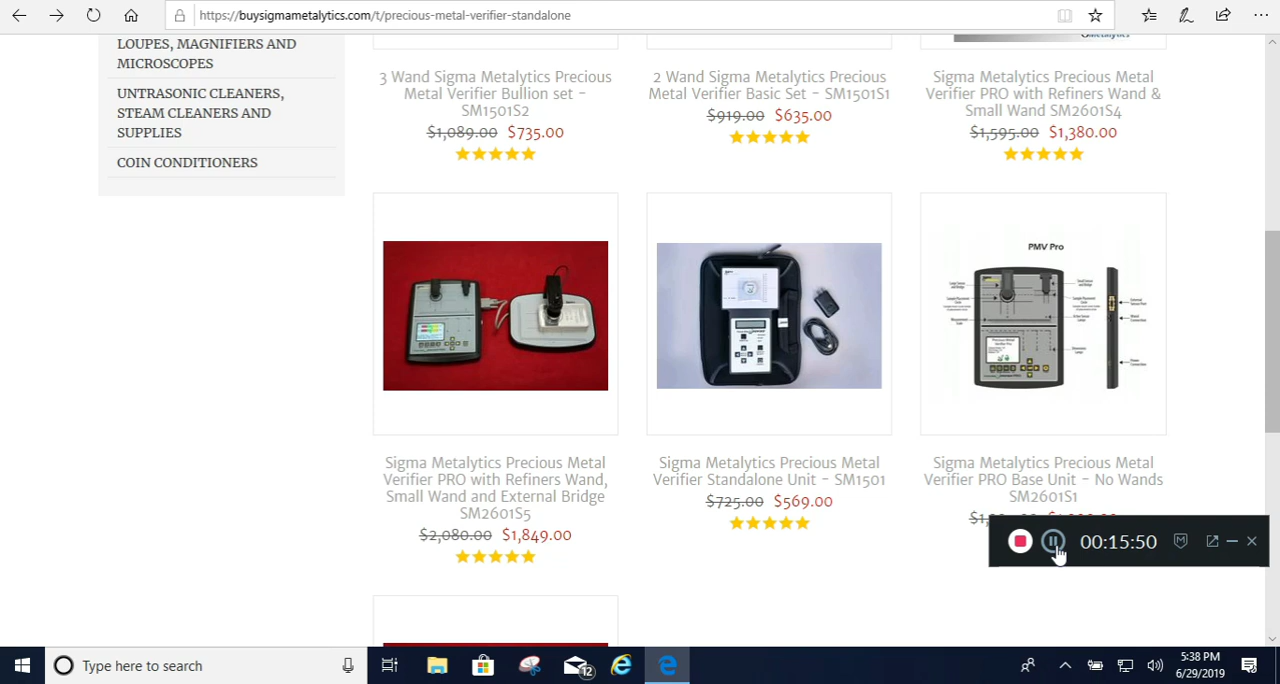 https://buysigmametalytics.com/t/precious-metal-verifier-standalone
LOUPES, MAGNIFIERS AND
MICROSCOPES
ULTRASONIC CLEANERS,
STEAM CLEANERS AND
SUPPLIES
COIN CONDITIONERS
3 Wand Sigma Metalytics Precious
Metal Verifier Bullion set -
SM1501S2
$1,089.00 $735.00
2 Wand Sigma Metalytics Precious
Metal Verifier Basic Set - SM1501S1
$919.00 $635.00
Sigma Metalytics Precious Metal
Verifier PRO with Refiners Wand &
Small Wand SM2601S4
$1,595.00 $1,380.00
PMV Pro
Sigma Metalytics Precious Metal
Verifier PRO with Refiners Wand,
Small Wand and External Bridge
SM2601S5
$2,080.00 $1,849.00
Sigma Metalytics Precious Metal
Verifier Standalone Unit - SM1501
$725.00 $569.00
Sigma Metalytics Precious Metal
Verifier PRO Base Unit - No Wands
SM2601S1
00:15:50
Type here to search
12
5:38 PM
6/29/2019